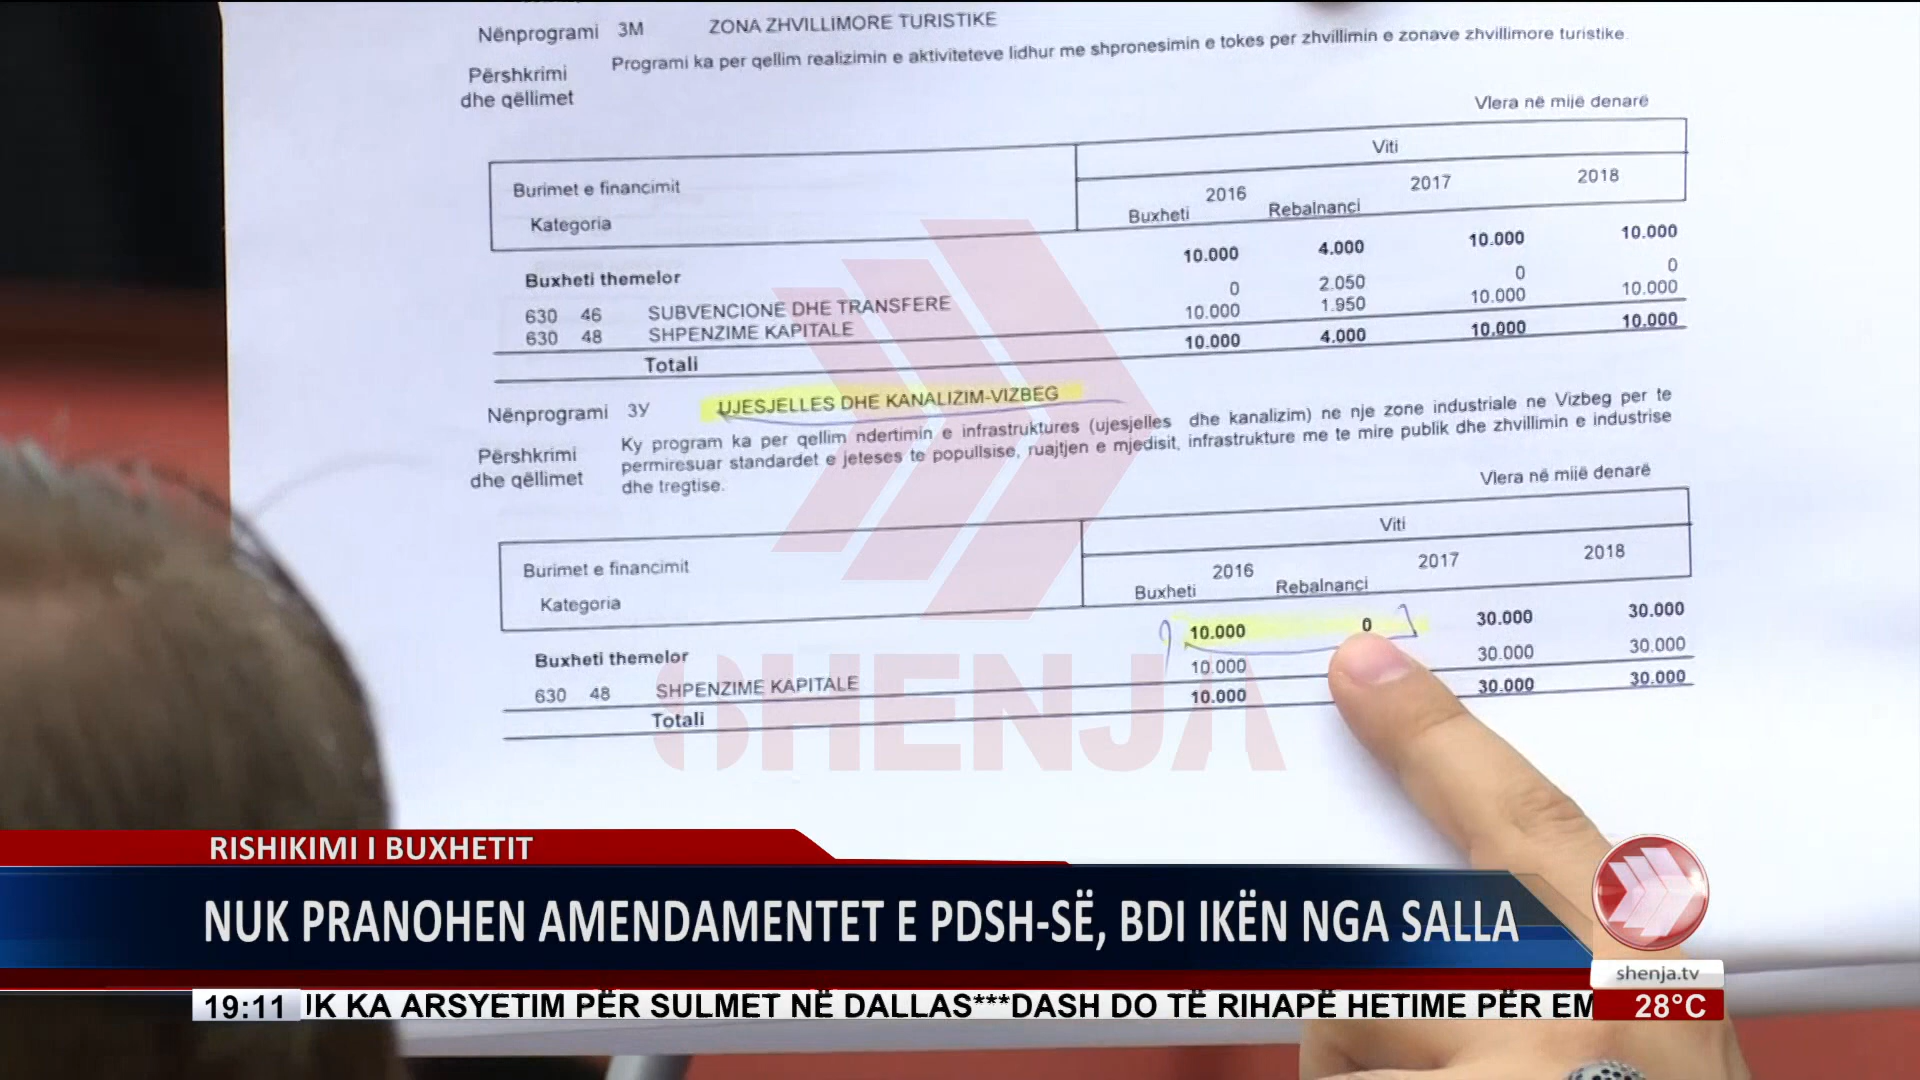 Nënprogrami 3M ZONA ZHVILLIMORE TURISTIKE
Përshkrimi dhe qëllimet
Programi ka per qellim realizimin e aktiviteteve lidhur me shpronesimin e tokes per zhvillimin e zonave zhvillimore turistike.
Vlera në mijë denarë
Burimet e financimit
Kategoria
Viti
2016 2017 2018
Buxheti Rebalnanci
Buxheti themelor 10.000 4.000 10.000 10.000
630 46 SUBVENCIONE DHE TRANSFERE 0 2.050 0 0
630 48 SHPENZIME KAPITALE 10.000 1.950 10.000 10.000
Totali 10.000 4.000 10.000 10.000
Nënprogrami 3У UJESJELLES DHE KANALIZIM-VIZBEG
Përshkrimi dhe qëllimet
Ky program ka per qellim ndertimin e infrastruktures (ujesjelles dhe kanalizim) ne nje zone industriale ne Vizbeg per te
permiresuar standardet e jeteses te popullsise, ruajtjen e mjedisit, infrastrukture me te mire publik dhe zhvillimin e industrise
dhe tregtise.
Vlera në mijë denarë
Burimet e financimit
Kategoria
Viti
2016 2017 2018
Buxheti Rebalnanci
Buxheti themelor 10.000 0 30.000 30.000
630 48 SHPENZIME KAPITALE 10.000 30.000 30.000
Totali 10.000 30.000 30.000
SHENJA
RISHIKIMI I BUXHETIT
NUK PRANOHEN AMENDAMENTET E PDSH-SË, BDI IKËN NGA SALLA
shenja.tv
19:11 UK KA ARSYETIM PËR SULMET NË DALLAS***DASH DO TË RIHAPË HETIME PËR EM 28°C